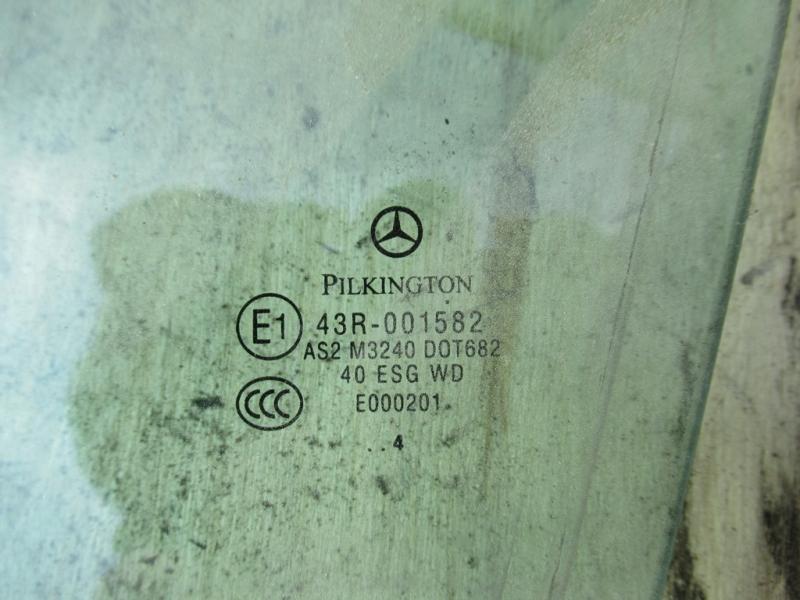 PILKINGTON
E1 43R-001582
AS2 M3240 DOT682
40 ESG WD
CCC E000201
..4